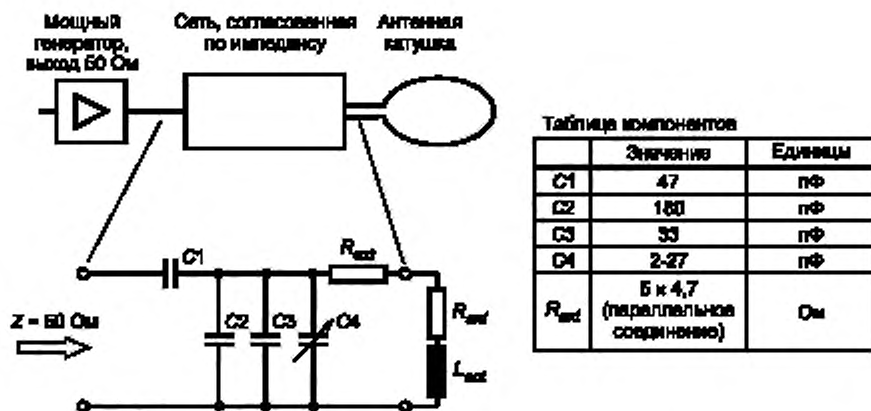 Мощный
генератор,
выход 50 Ом
Сеть, согласованная
по импедансу
Антенная
катушка
Таблица компонентов
Значение Единицы
C1 47 пФ
C2 180 пФ
C3 33 пФ
C4 2-27 пФ
Rext 5 × 4,7 (параллельное соединение) Ом
C1
Rext
Z = 50 Ом
C2
C3
C4
Rant
Lant